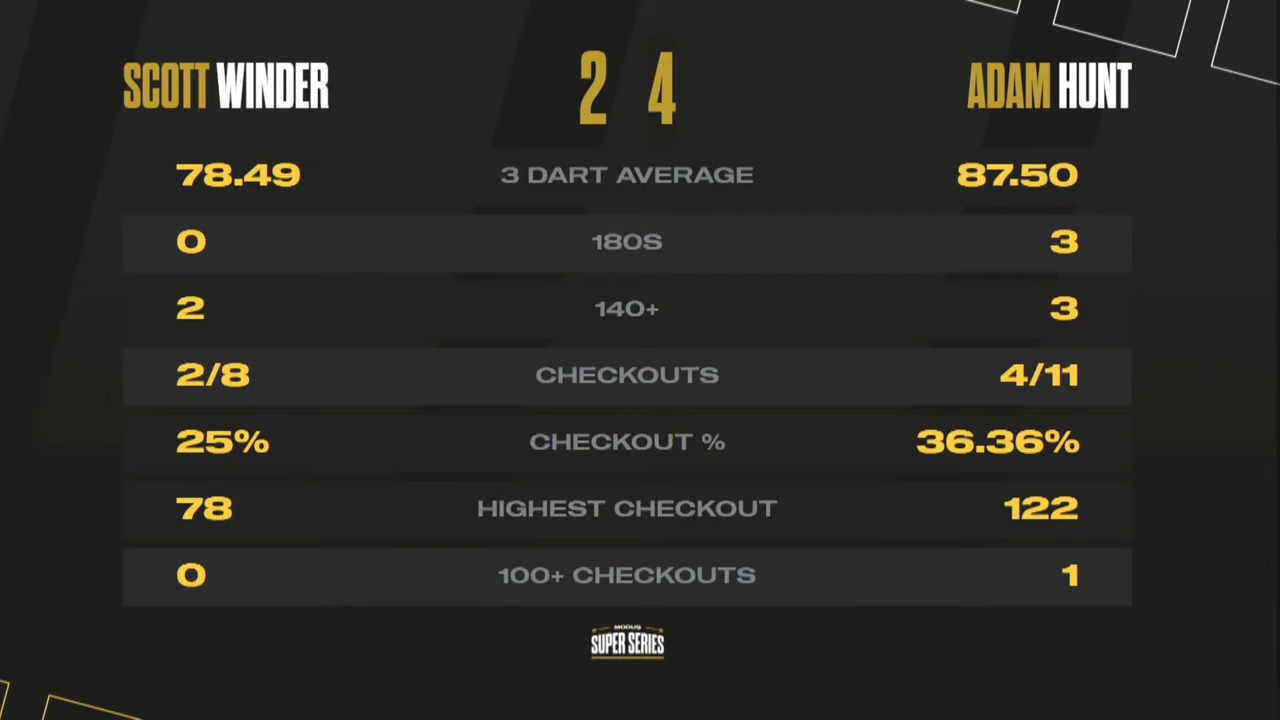 SCOTT WINDER 2 4 ADAM HUNT
78.49 3 DART AVERAGE 87.50
0 180S 3
2 140+ 3
2/8 CHECKOUTS 4/11
25% CHECKOUT % 36.36%
78 HIGHEST CHECKOUT 122
0 100+ CHECKOUTS 1
MODUS
SUPER SERIES